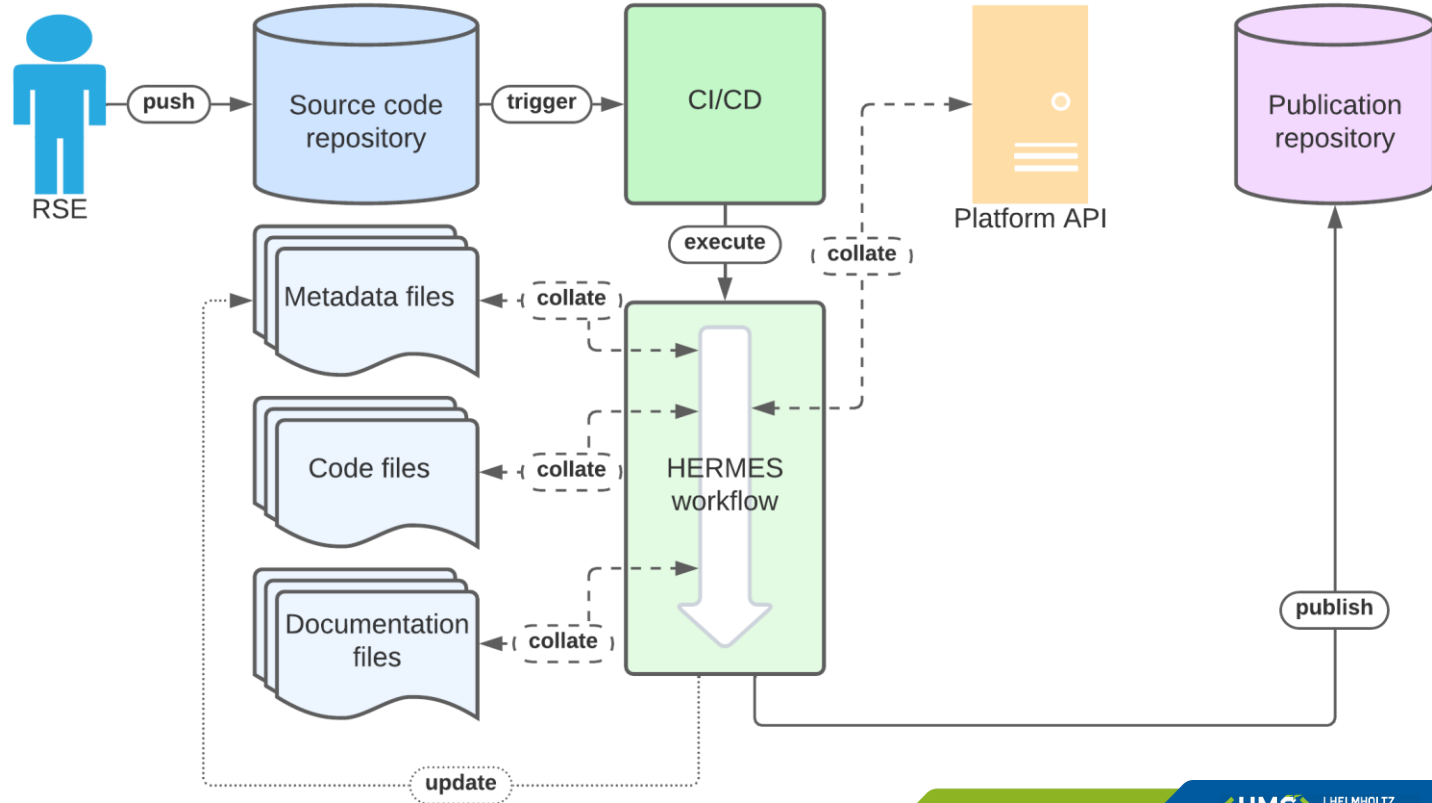 push
Source code
repository
trigger
CI/CD
Publication
repository
RSE
Platform API
execute
collate
Metadata files
collate
Code files
collate
HERMES
workflow
Documentation
files
collate
publish
update
HELMHOLTZ